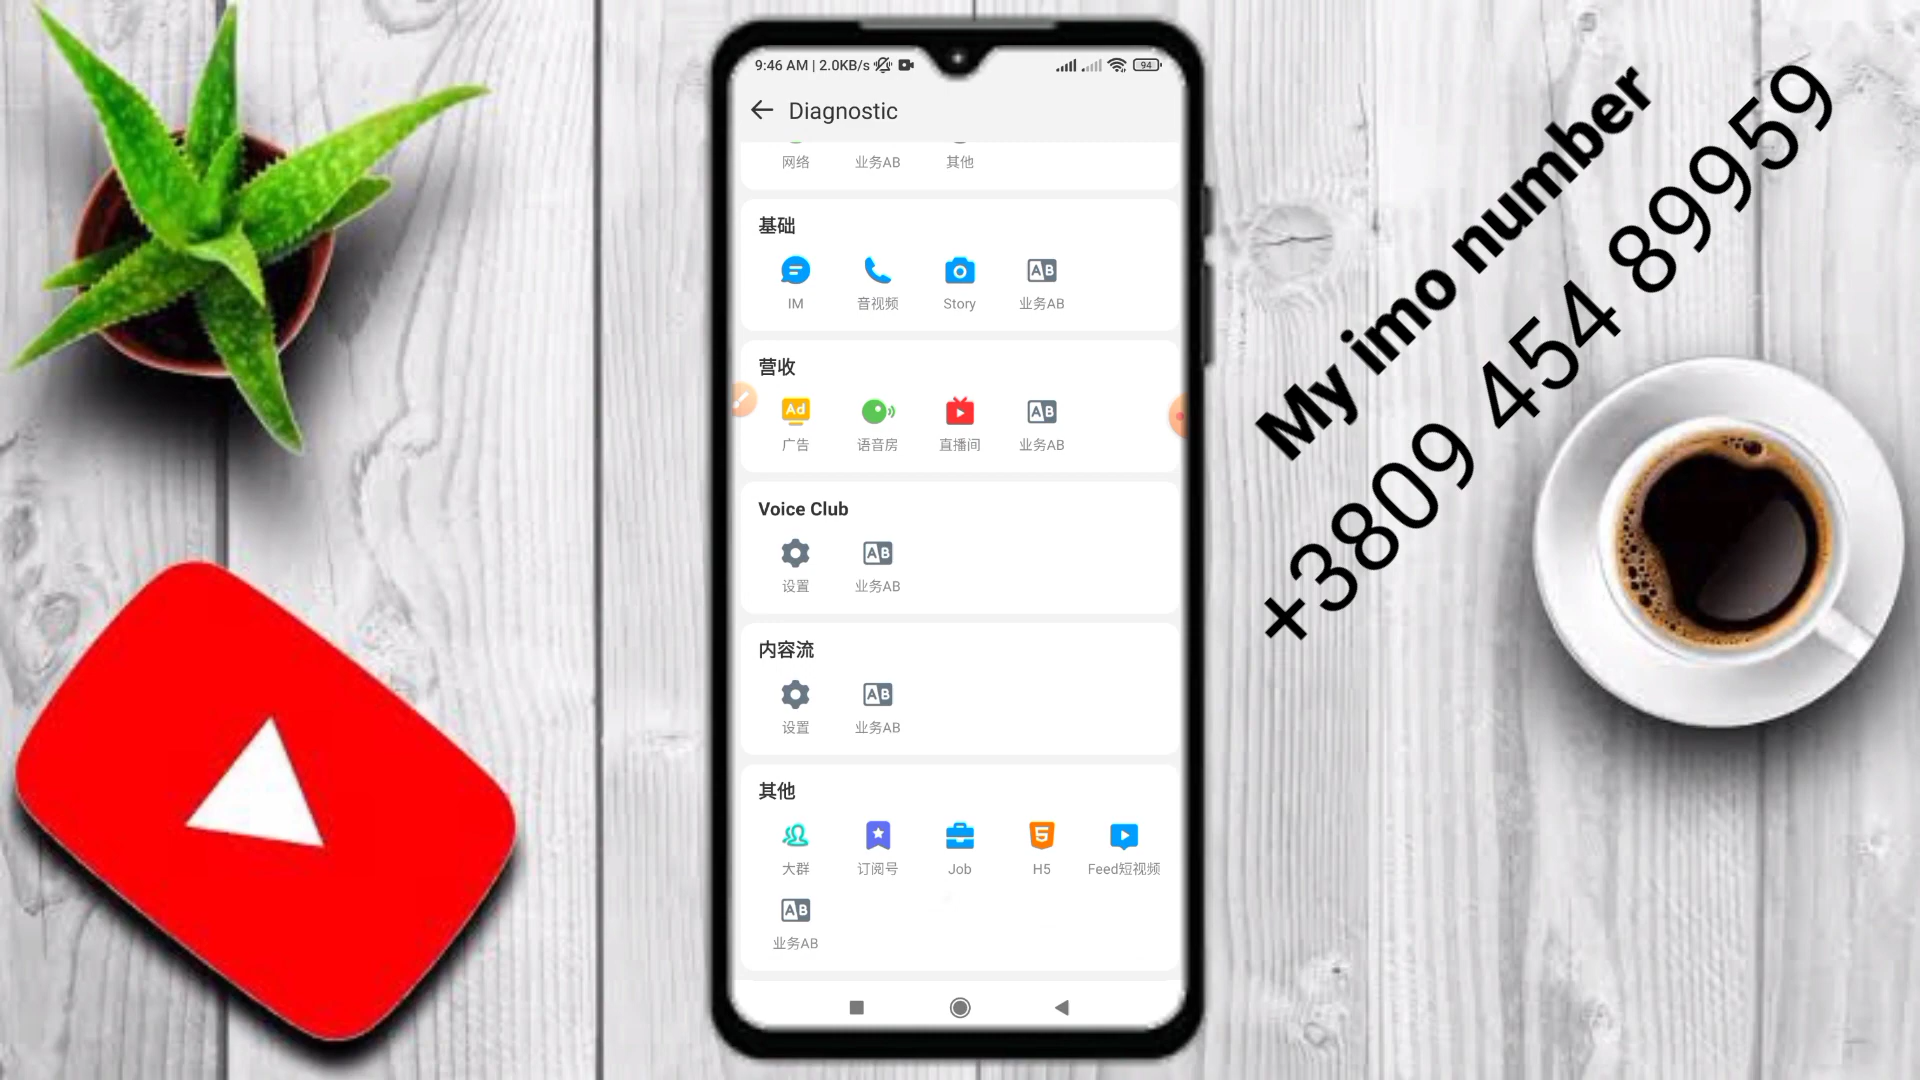 9:46 AM | 2.0KB/s
94
Diagnostic
网络 业务AB 其他
基础
IM 音视频 Story 业务AB
营收
Ad
广告 语音房 直播间 业务AB
Voice Club
设置 业务AB
内容流
设置 业务AB
其他
大群 订阅号 Job H5 Feed短视频
业务AB
My imo number
+3809 454 89959